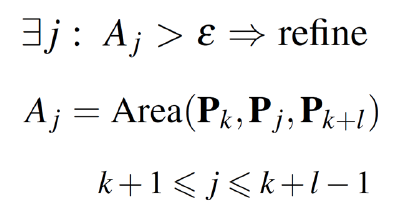 ∃j : A_j > ε ⇒ refine
A_j = Area(P_k, P_j, P_{k+l})
k + 1 ⩽ j ⩽ k + l − 1